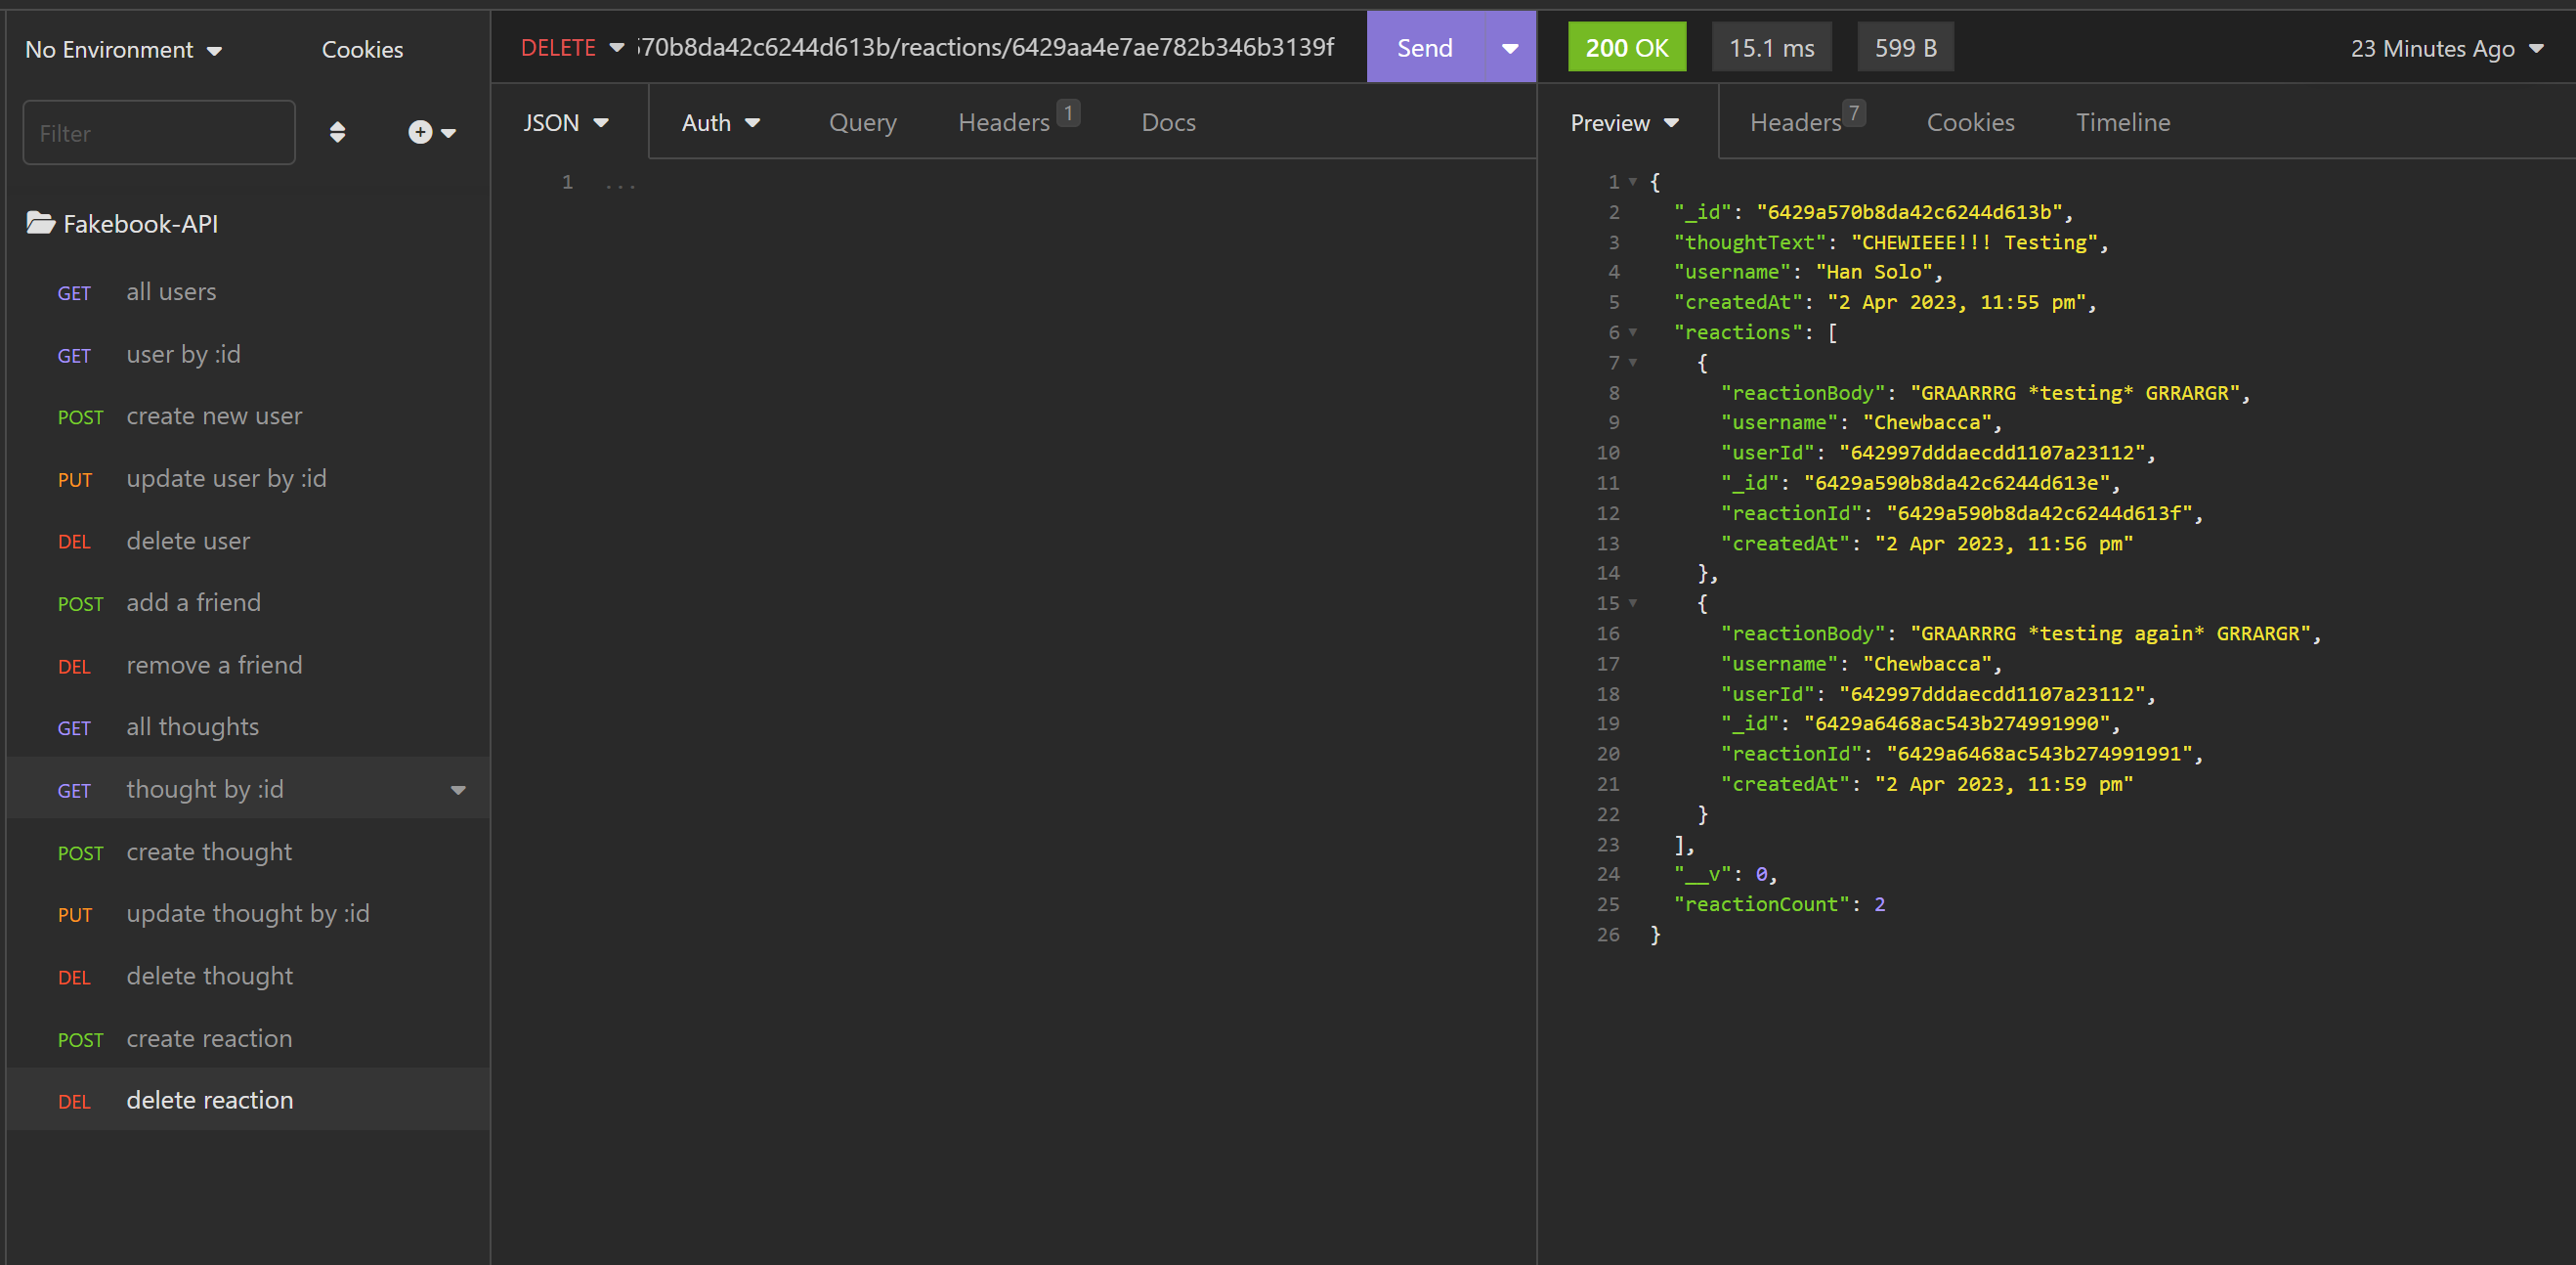 No Environment Cookies
Filter
Fakebook-API
GET all users
GET user by :id
POST create new user
PUT update user by :id
DEL delete user
POST add a friend
DEL remove a friend
GET all thoughts
GET thought by :id
POST create thought
PUT update thought by :id
DEL delete thought
POST create reaction
DEL delete reaction
DELETE 570b8da42c6244d613b/reactions/6429aa4e7ae782b346b3139f Send
JSON Auth Query Headers 1 Docs
1 ...
200 OK 15.1 ms 599 B 23 Minutes Ago
Preview Headers 7 Cookies Timeline
1 {
2 "_id": "6429a570b8da42c6244d613b",
3 "thoughtText": "CHEWIEEE!!! Testing",
4 "username": "Han Solo",
5 "createdAt": "2 Apr 2023, 11:55 pm",
6 "reactions": [
7 {
8 "reactionBody": "GRAARRRG *testing* GRRARGR",
9 "username": "Chewbacca",
10 "userId": "642997dddaecdd1107a23112",
11 "_id": "6429a590b8da42c6244d613e",
12 "reactionId": "6429a590b8da42c6244d613f",
13 "createdAt": "2 Apr 2023, 11:56 pm"
14 },
15 {
16 "reactionBody": "GRAARRRG *testing again* GRRARGR",
17 "username": "Chewbacca",
18 "userId": "642997dddaecdd1107a23112",
19 "_id": "6429a6468ac543b274991990",
20 "reactionId": "6429a6468ac543b274991991",
21 "createdAt": "2 Apr 2023, 11:59 pm"
22 }
23 ],
24 "__v": 0,
25 "reactionCount": 2
26 }